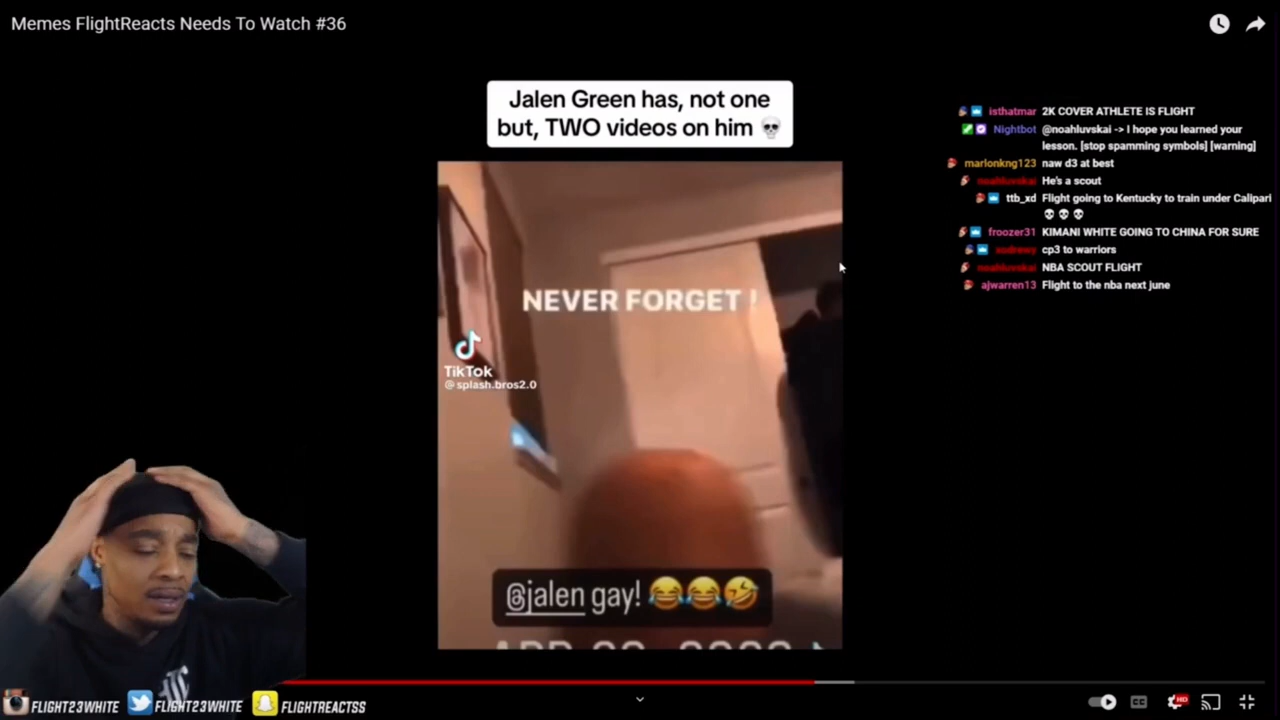 Memes FlightReacts Needs To Watch #36
Jalen Green has, not one
but, TWO videos on him 💀
isthatmar 2K COVER ATHLETE IS FLIGHT
Nightbot @noahluvskai -> I hope you learned your
lesson. [stop spamming symbols] [warning]
marlonkng123 naw d3 at best
noahluvskai He's a scout
ttb_xd Flight going to Kentucky to train under Calipari
💀 💀 💀
froozer31 KIMANI WHITE GOING TO CHINA FOR SURE
cp3 to warriors
noahluvskai NBA SCOUT FLIGHT
ajwarren13 Flight to the nba next june
NEVER FORGET !
TikTok
@splash.bros2.0
@jalen gay! 😂😂🤣
FLIGHT23WHITE FLIGHT23WHITE FLIGHTREACTSS
CC HD